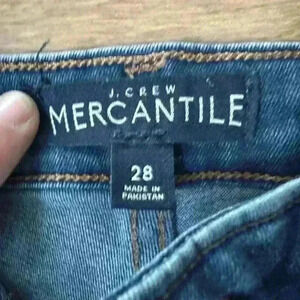 J. CREW
MERCANTILE
28
MADE IN
PAKISTAN